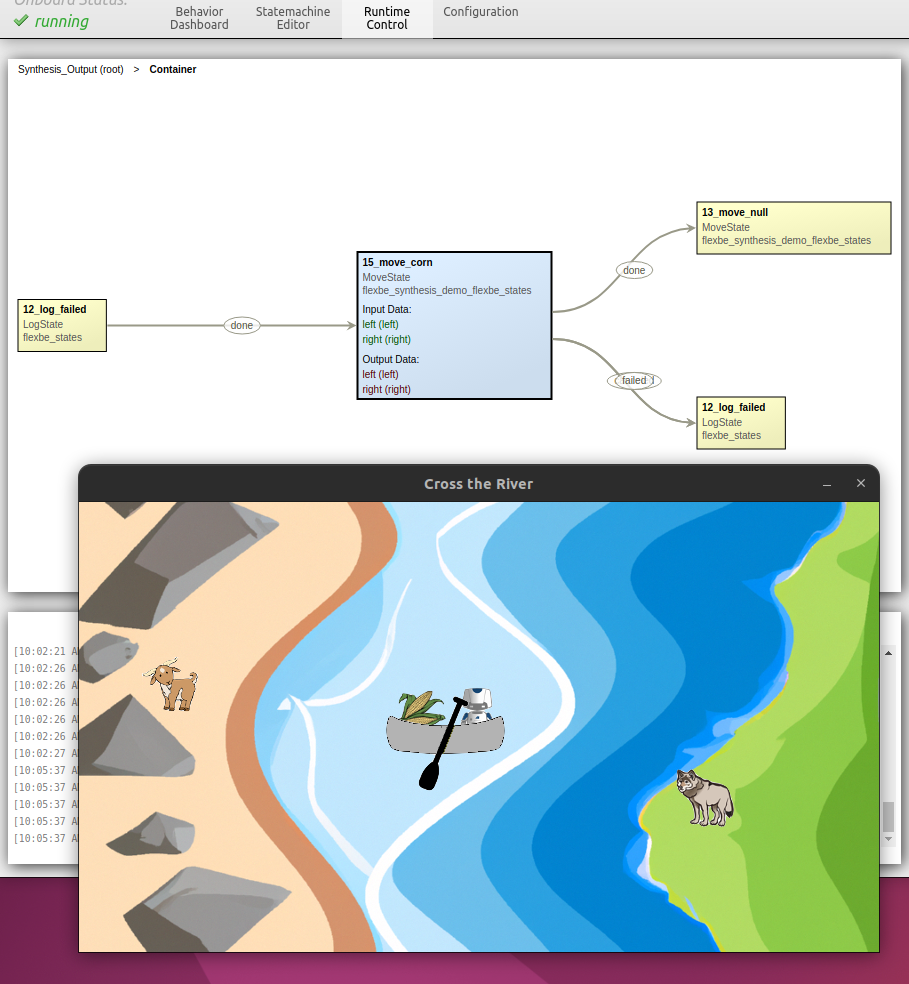 Onboard Status:
running
Behavior
Dashboard
Statemachine
Editor
Runtime
Control
Configuration
Synthesis_Output (root) > Container
12_log_failed
LogState
flexbe_states
done
15_move_corn
MoveState
flexbe_synthesis_demo_flexbe_states
Input Data:
left (left)
right (right)
Output Data:
left (left)
right (right)
done
failed
13_move_null
MoveState
flexbe_synthesis_demo_flexbe_states
12_log_failed
LogState
flexbe_states
Cross the River
[10:02:21
[10:02:26
[10:02:26
[10:02:26
[10:02:26
[10:02:26
[10:02:27
[10:05:37
[10:05:37
[10:05:37
[10:05:37
[10:05:37